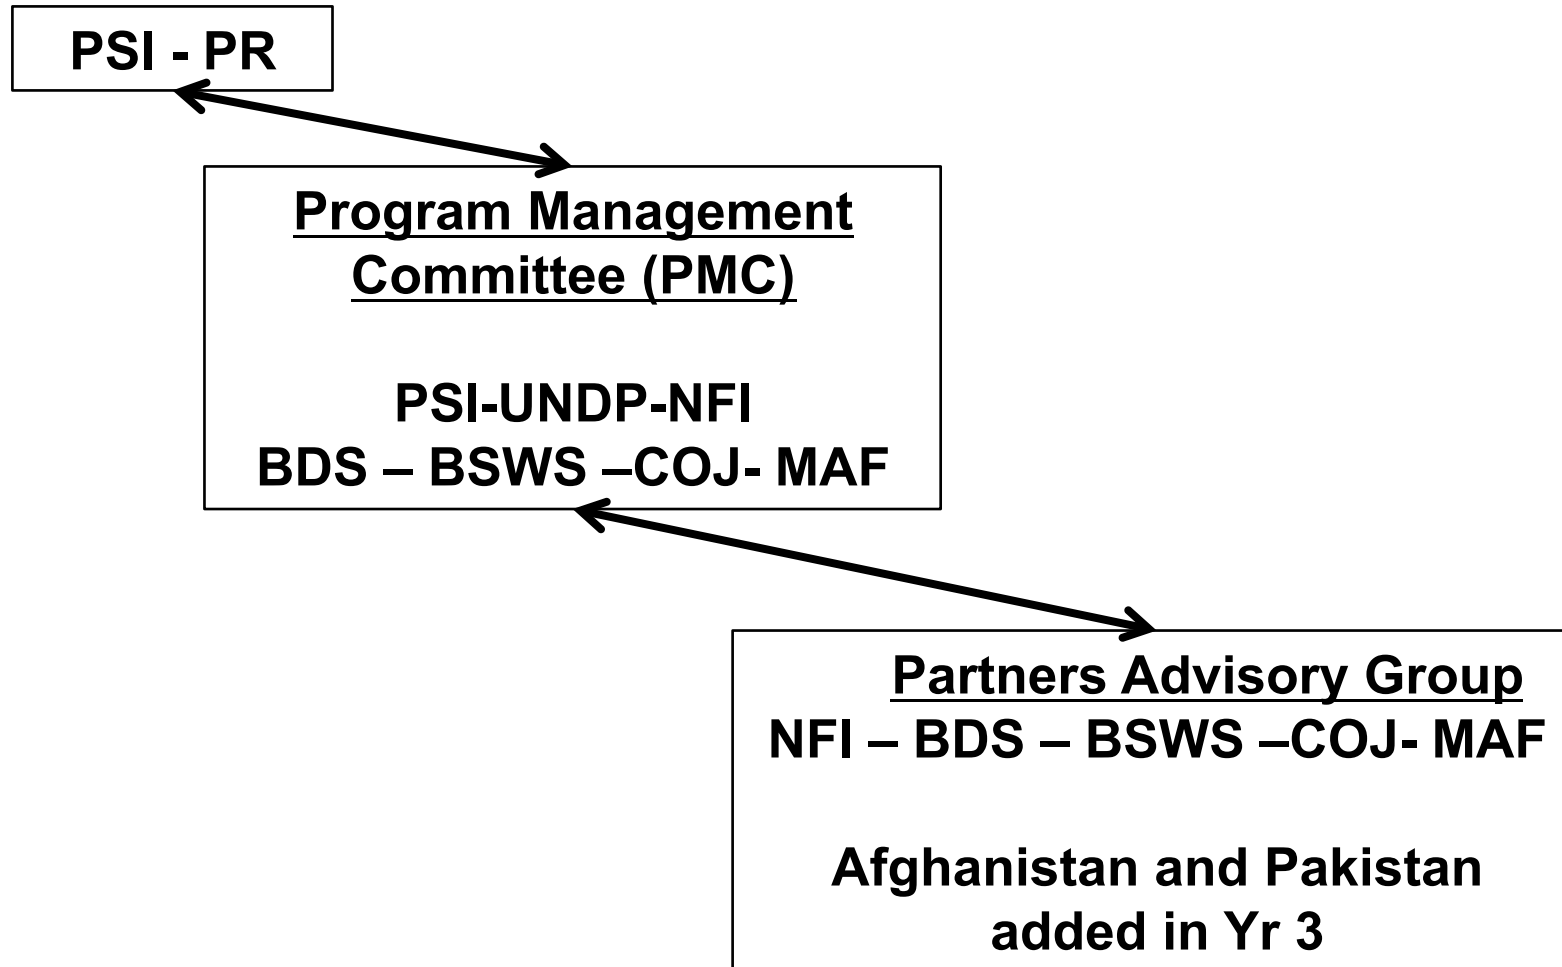 PSI - PR
Program Management
Committee (PMC)
PSI-UNDP-NFI
BDS – BSWS –COJ- MAF
Partners Advisory Group
NFI – BDS – BSWS –COJ- MAF
Afghanistan and Pakistan
added in Yr 3